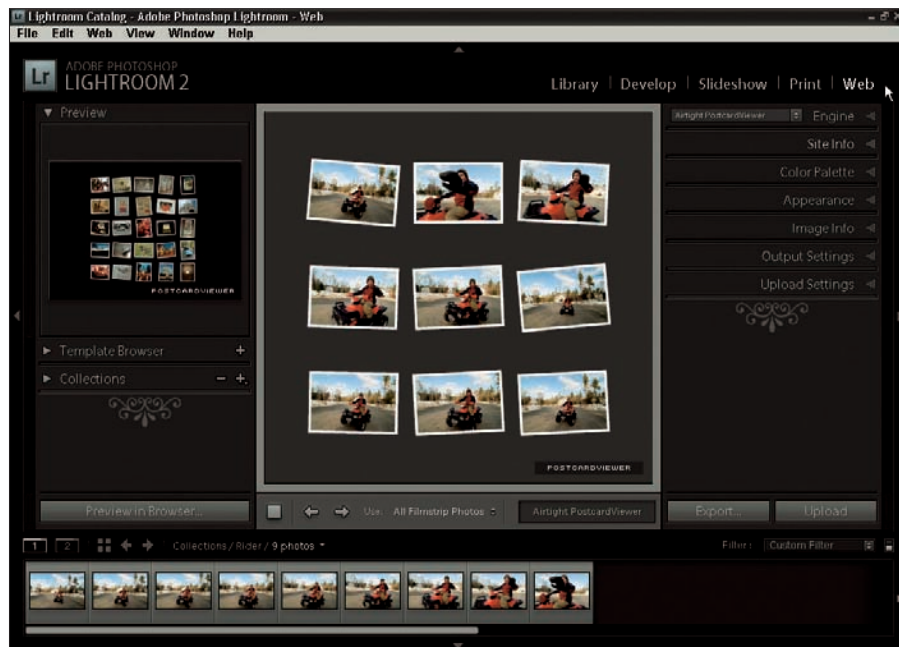 Lightroom Catalog - Adobe Photoshop Lightroom - Web
File Edit Web View Window Help
Lr ADOBE PHOTOSHOP
LIGHTROOM 2
Library | Develop | Slideshow | Print | Web
Preview
POSTCARDVIEWER
Template Browser +
Collections - +
Preview in Browser...
POSTCARDVIEWER
Use: All Filmstrip Photos
Airtight PostcardViewer
Airtight PostcardViewer Engine
Site Info
Color Palette
Appearance
Image Info
Output Settings
Upload Settings
Export... Upload
1 2 Collections / Rider / 9 photos
Filter: Custom Filter